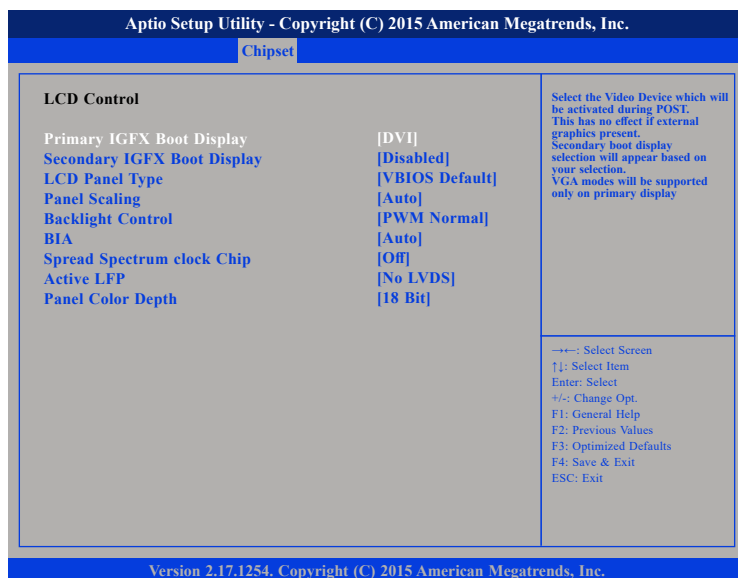 Aptio Setup Utility - Copyright (C) 2015 American Megatrends, Inc.
Chipset
LCD Control
Primary IGFX Boot Display [DVI]
Secondary IGFX Boot Display [Disabled]
LCD Panel Type [VBIOS Default]
Panel Scaling [Auto]
Backlight Control [PWM Normal]
BIA [Auto]
Spread Spectrum clock Chip [Off]
Active LFP [No LVDS]
Panel Color Depth [18 Bit]
Select the Video Device which will
be activated during POST.
This has no effect if external
graphics present.
Secondary boot display
selection will appear based on
your selection.
VGA modes will be supported
only on primary display
→←: Select Screen
↑↓: Select Item
Enter: Select
+/-: Change Opt.
F1: General Help
F2: Previous Values
F3: Optimized Defaults
F4: Save & Exit
ESC: Exit
Version 2.17.1254. Copyright (C) 2015 American Megatrends, Inc.